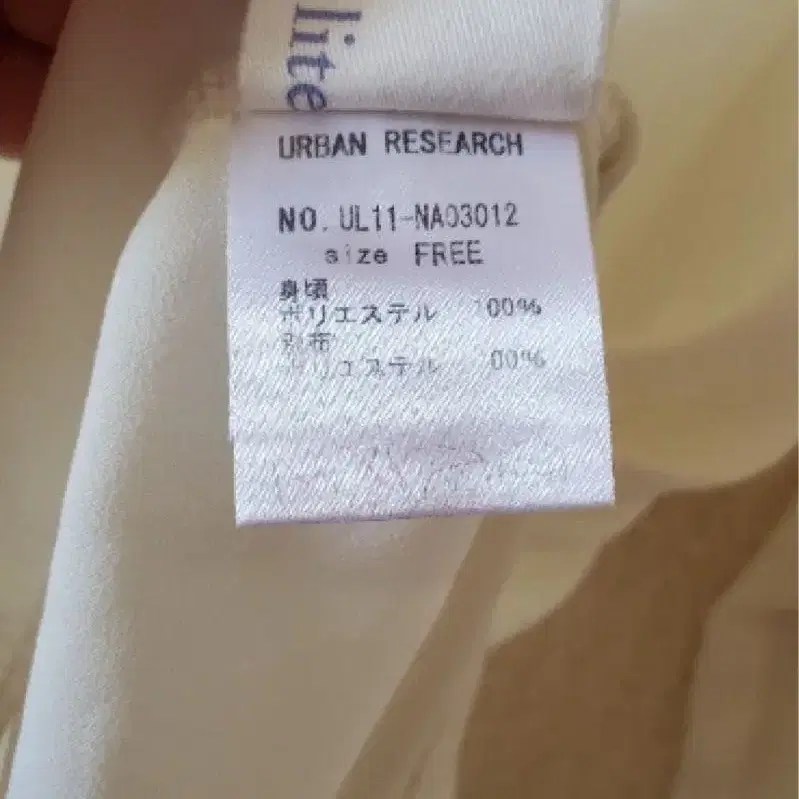 lite
URBAN RESEARCH
NO. UL11-NA03012
size FREE
身頃
ポリエステル 100%
別布
ポリエステル 100%